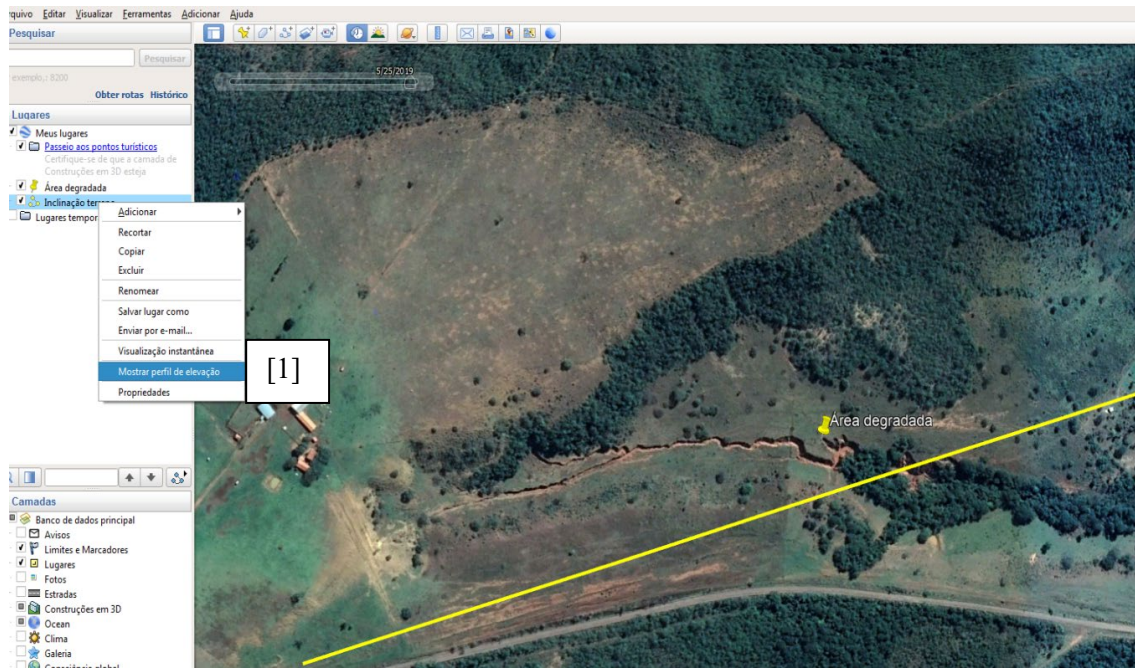 rquivo Editar Visualizar Ferramentas Adicionar Ajuda
Pesquisar
Pesquisar
exemplo.: 8200
Obter rotas Histórico
Lugares
Meus lugares
Passeio aos pontos turísticos
Certifique-se de que a camada de
Construções em 3D esteja
Área degradada
Inclinação terreno
Lugares tempor
Adicionar
Recortar
Copiar
Excluir
Renomear
Salvar lugar como
Enviar por e-mail...
Visualização instantânea
Mostrar perfil de elevação
Propriedades
[1]
5/25/2019
Área degradada
Camadas
Banco de dados principal
Avisos
Limites e Marcadores
Lugares
Fotos
Estradas
Construções em 3D
Ocean
Clima
Galeria
Consciência global